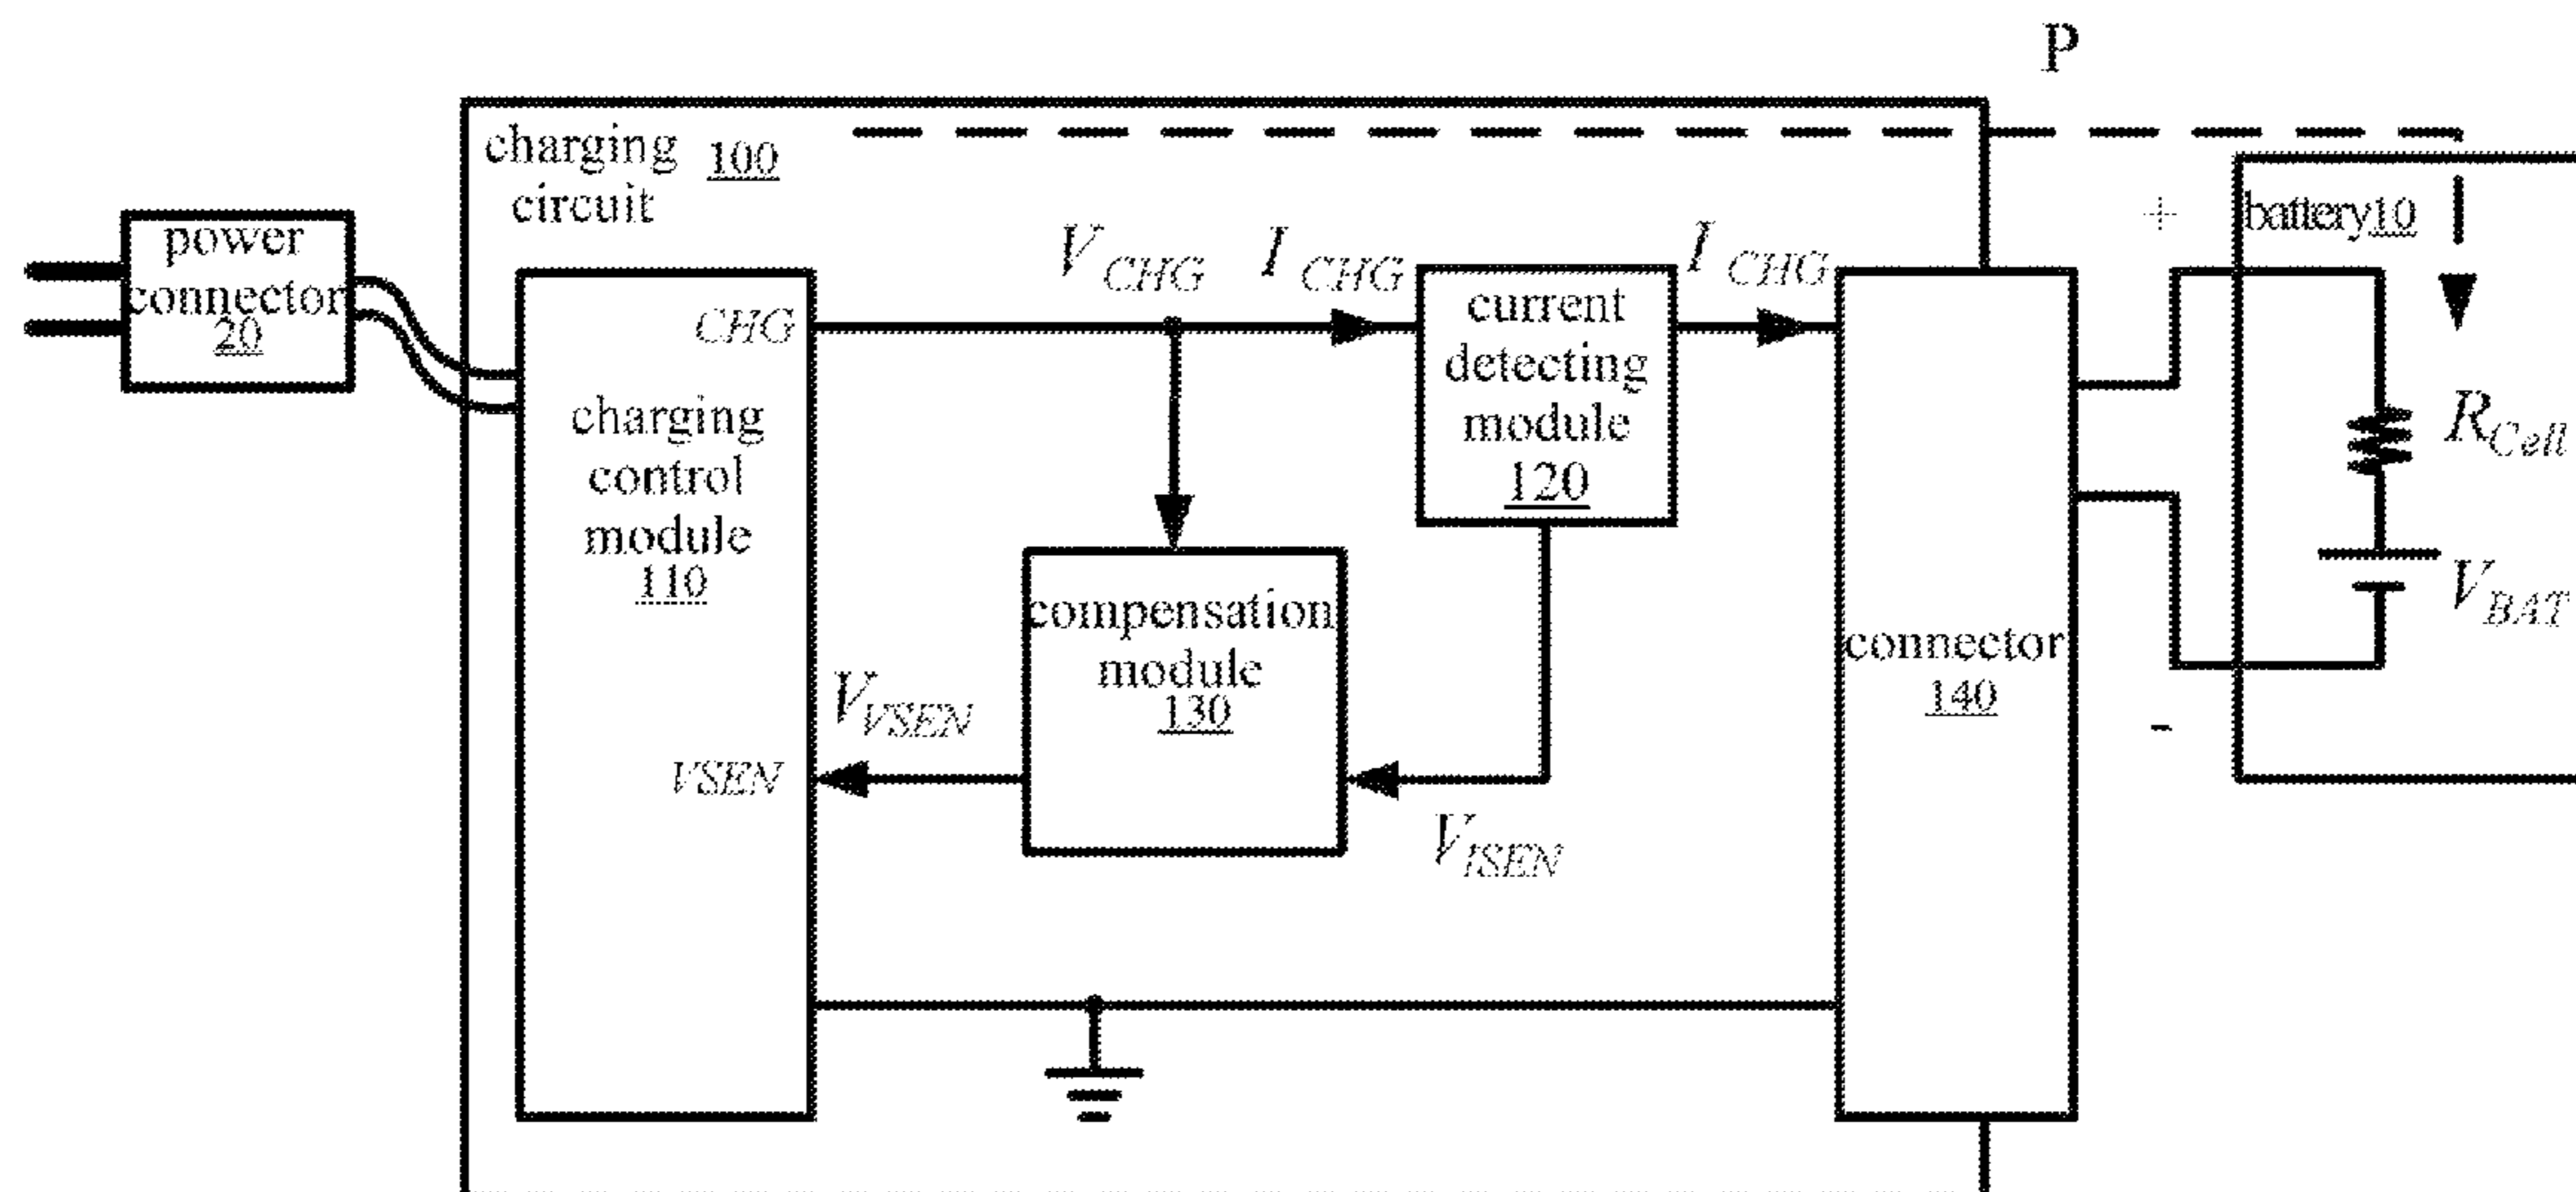 P
charging
circuit 100
power
connector
20
V CHG
I CHG
I CHG
+
battery10
CHG
charging
control
module
110
current
detecting
module
120
compensation
module
130
V VSEN
VSEN
V ISEN
connector
140
-
R Cell
V BAT